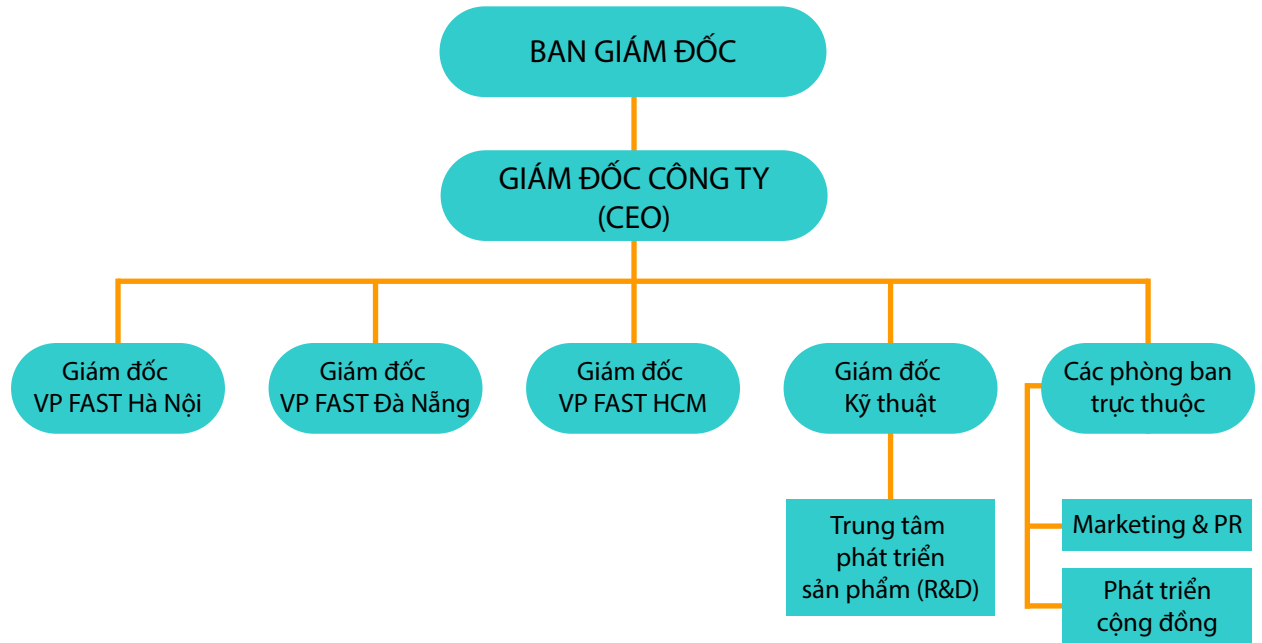 BAN GIÁM ĐỐC
GIÁM ĐỐC CÔNG TY
(CEO)
Giám đốc
VP FAST Hà Nội
Giám đốc
VP FAST Đà Nẵng
Giám đốc
VP FAST HCM
Giám đốc
Kỹ thuật
Các phòng ban
trực thuộc
Trung tâm
phát triển
sản phẩm (R&D)
Marketing & PR
Phát triển
cộng đồng